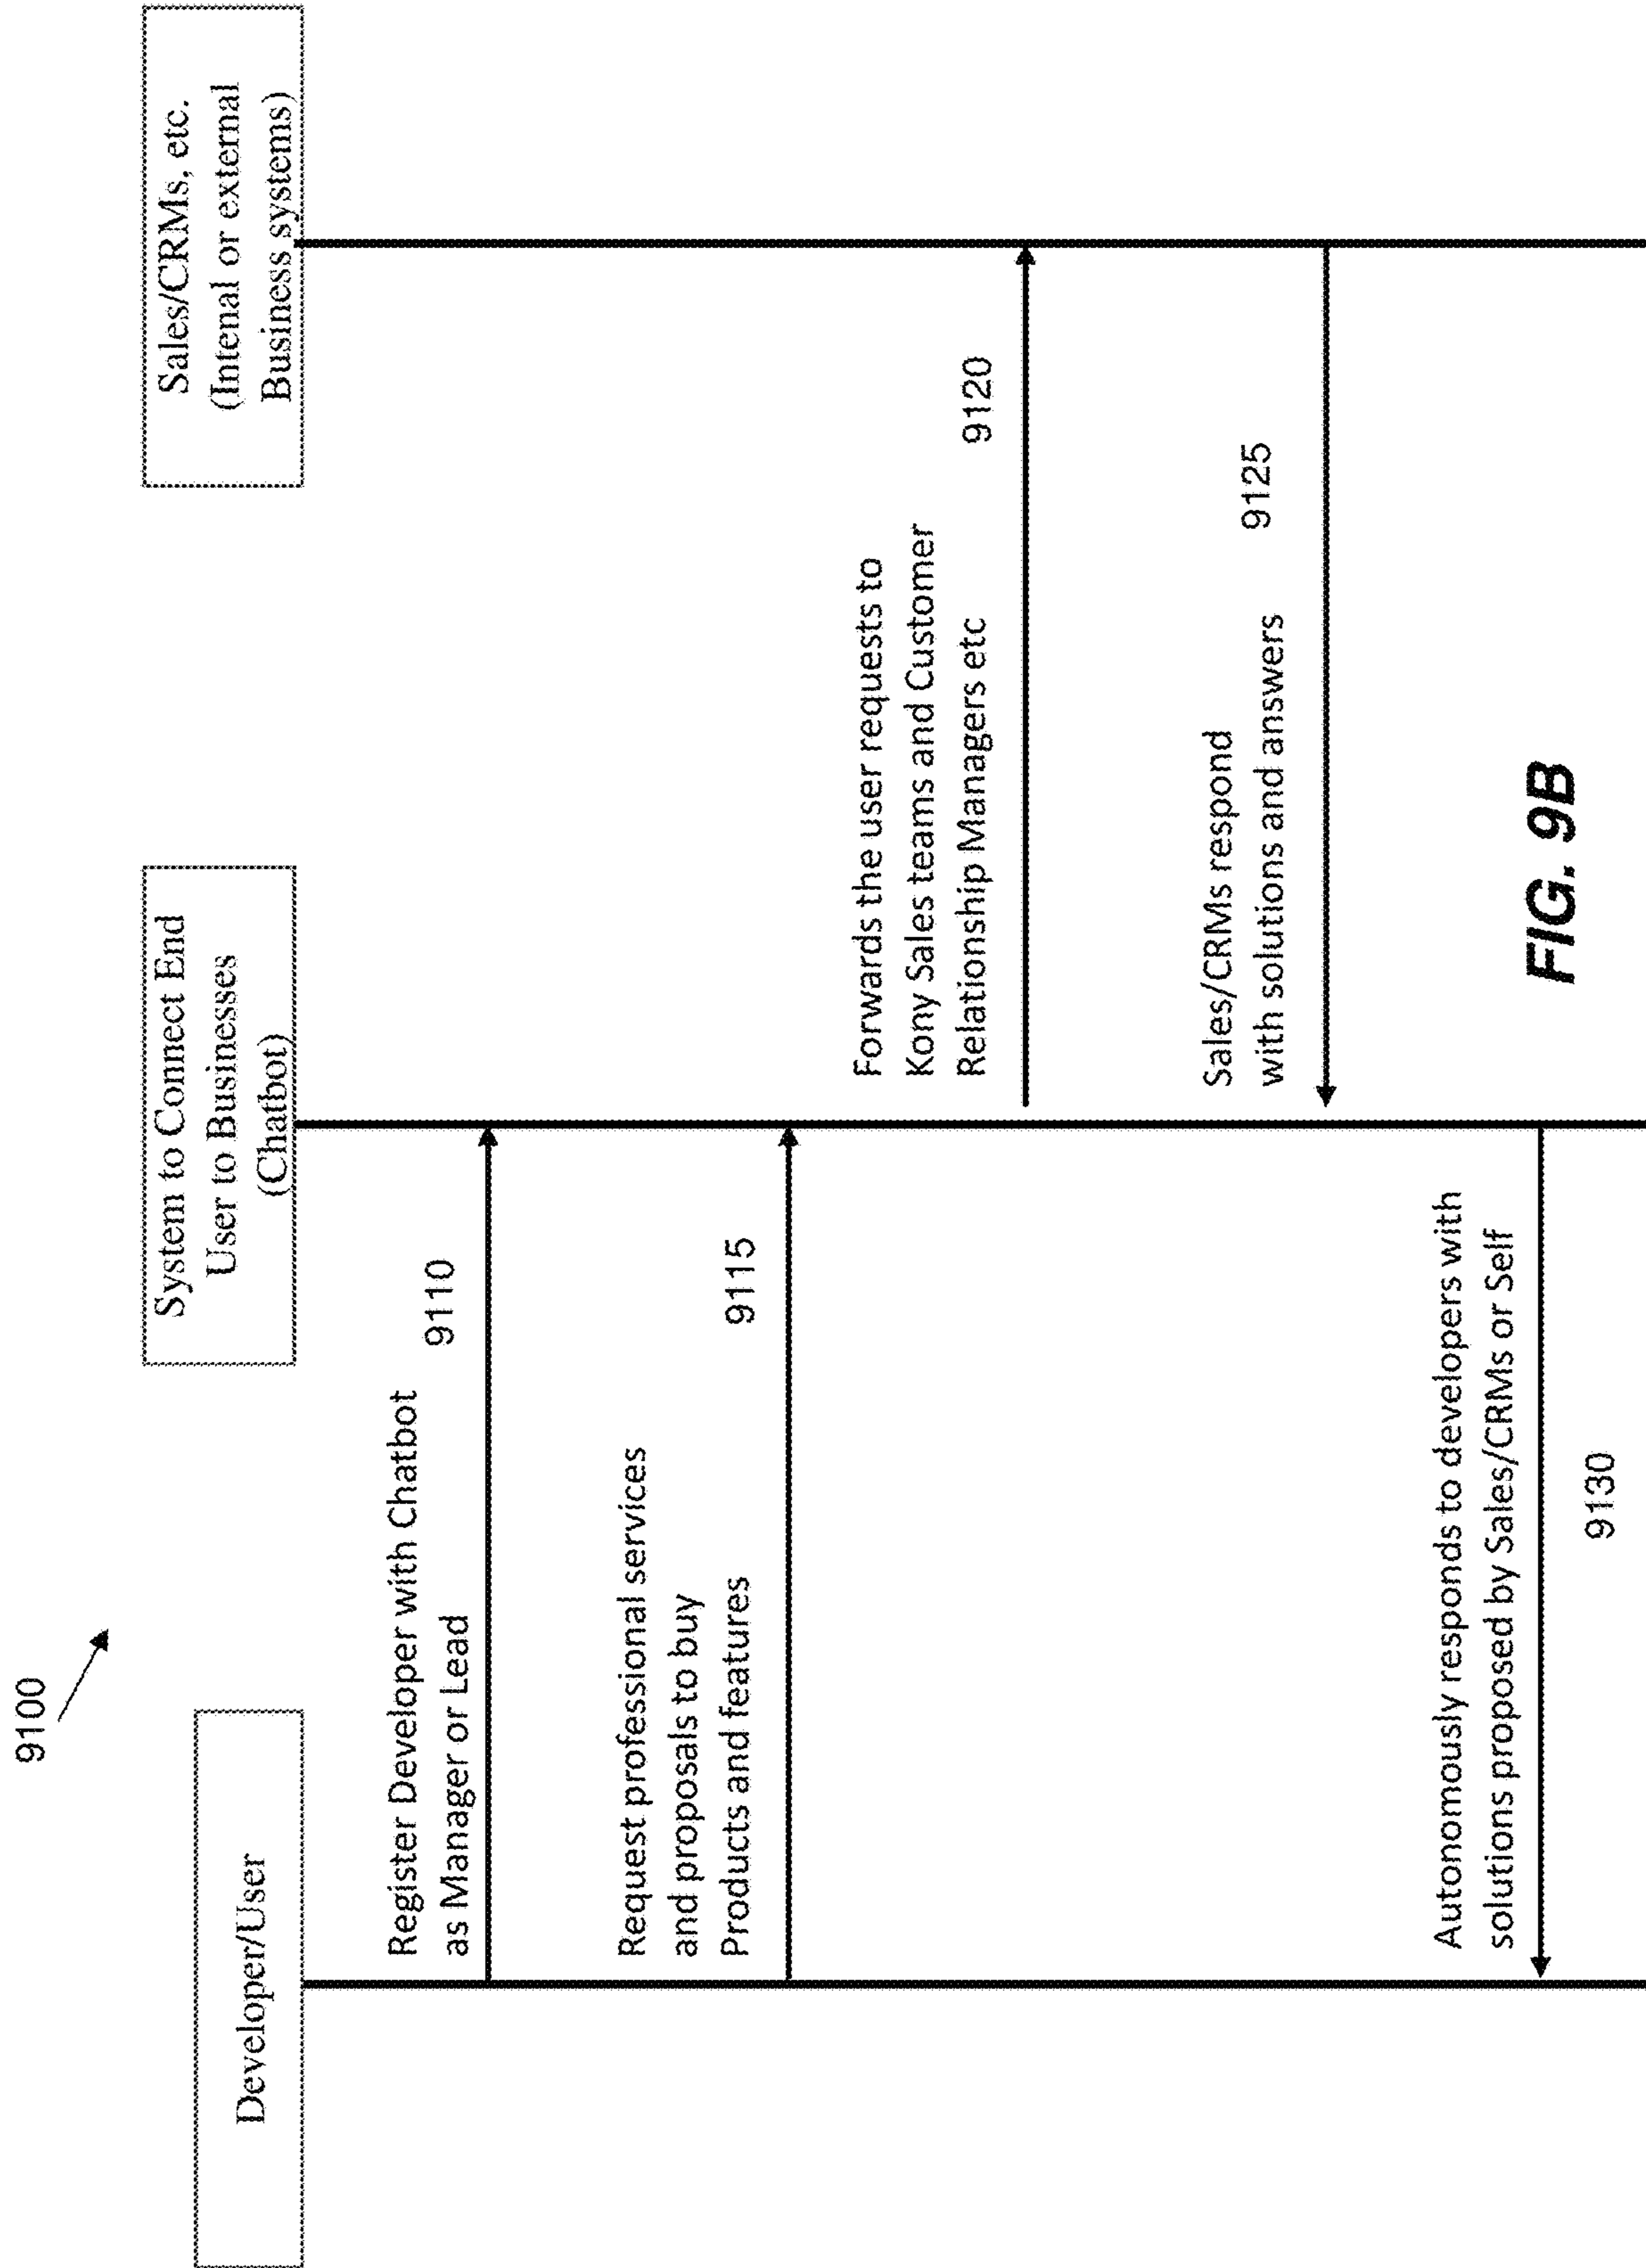 9100
Developer/User
System to Connect End
User to Businesses
(Chatbot)
Sales/CRMs, etc.
(Intenal or external
Business systems)
Register Developer with Chatbot
as Manager or Lead
9110
Request professional services
and proposals to buy
Products and features
9115
Forwards the user requests to
Kony Sales teams and Customer
Relationship Managers etc
9120
Sales/CRMs respond
with solutions and answers
9125
Autonomously responds to developers with
solutions proposed by Sales/CRMs or Self
9130
FIG. 9B